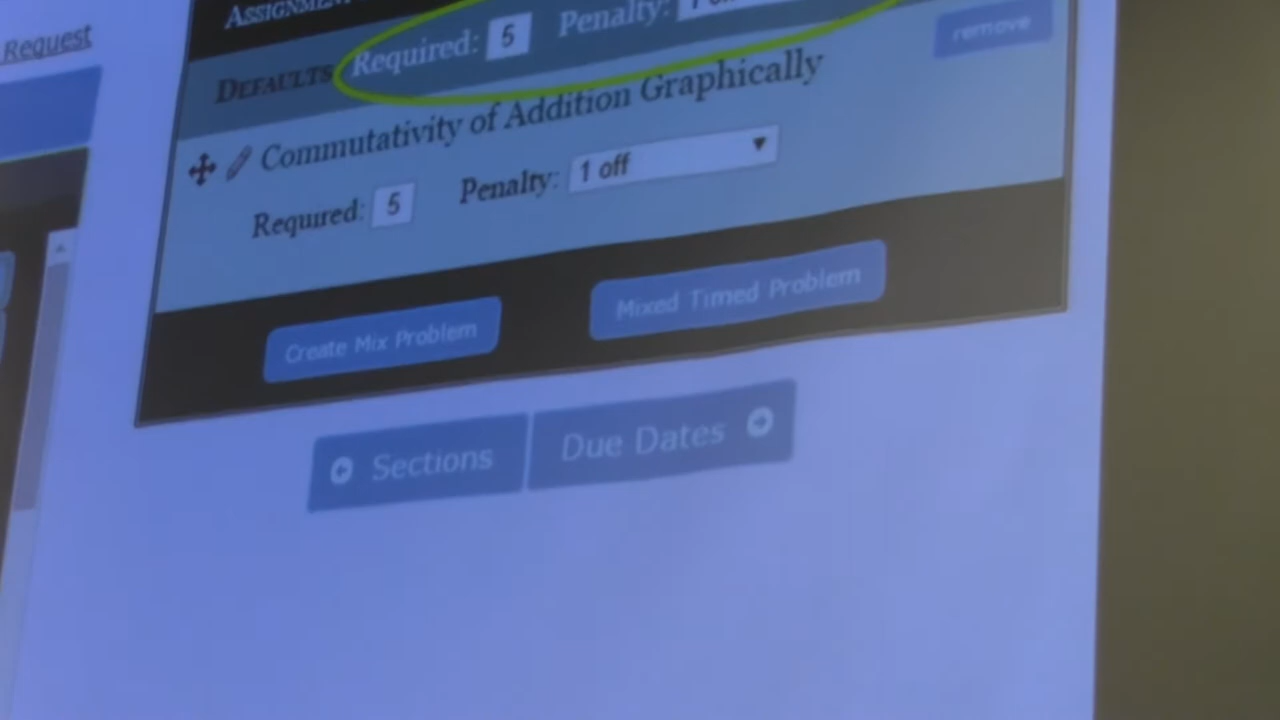 Request
Required: 5 Penalty:
DEFAULTS
remove
Commutativity of Addition Graphically
Required: 5 Penalty: 1 off
Create Mix Problem Mixed Timed Problem
Sections Due Dates